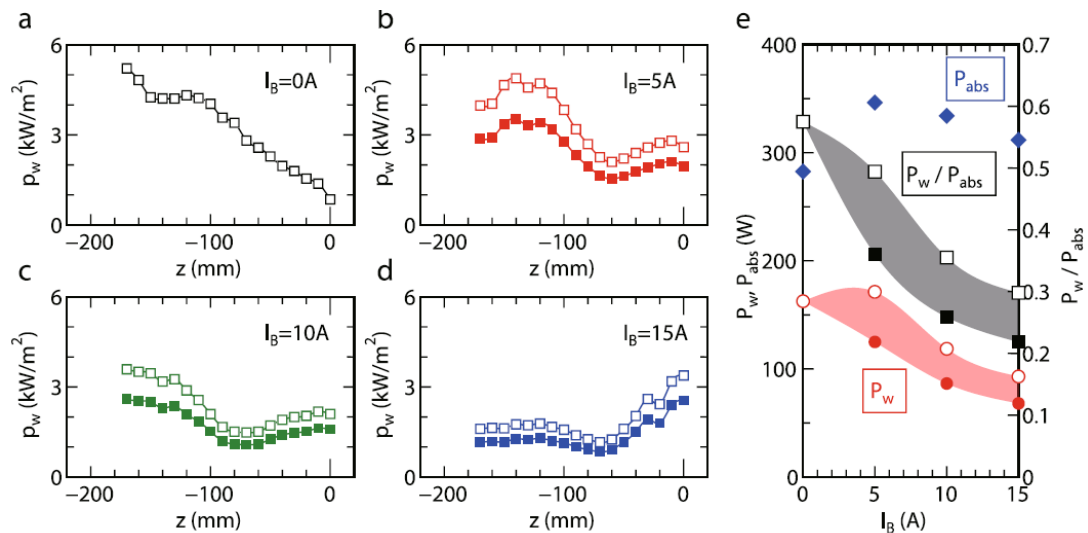 a
I_B=0A
p_w (kW/m²)
6
3
0
−200
−100
0
z (mm)
b
I_B=5A
p_w (kW/m²)
6
3
0
−200
−100
0
z (mm)
c
I_B=10A
p_w (kW/m²)
6
3
0
−200
−100
0
z (mm)
d
I_B=15A
p_w (kW/m²)
6
3
0
−200
−100
0
z (mm)
e
P_abs
P_w / P_abs
P_w
P_w, P_abs (W)
400
300
200
100
0
P_w / P_abs
0.7
0.6
0.5
0.4
0.3
0.2
0.1
0
0
5
10
15
I_B (A)